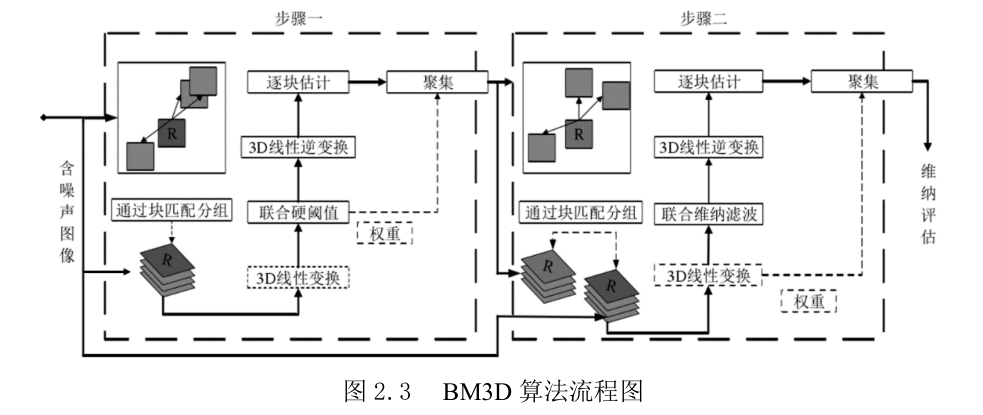 步骤一
步骤二
逐块估计
聚集
逐块估计
聚集
R
R
3D线性逆变换
3D线性逆变换
含噪声图像
维纳评估
通过块匹配分组
联合硬阈值
权重
通过块匹配分组
联合维纳滤波
R
3D线性变换
R
R
3D线性变换
权重
图 2.3 BM3D 算法流程图